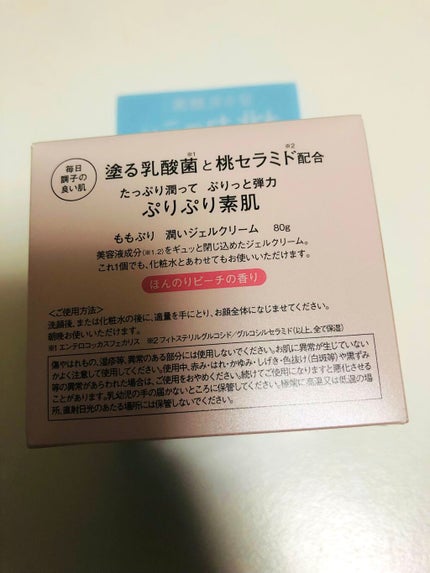 毎日
調子の
良い肌
塗る乳酸菌※1と桃セラミド※2配合
たっぷり潤って ぷりっと弾力
ぷりぷり素肌
ももぷり 潤いジェルクリーム 80g
美容液成分(※1,2)をギュッと閉じ込めたジェルクリーム。
これ1個でも、化粧水とあわせてもお使いいただけます。
ほんのりピーチの香り
<ご使用方法>
洗顔後、または化粧水の後に、適量を手にとり、お顔全体になじませてください。
朝晩お使いいただけます。
※1 エンテロコッカスフェカリス ※2 フィトステリルグルコシド/グルコシルセラミド(以上、全て保湿)
傷やはれもの、湿疹等、異常のある部分には使用しないでください。お肌に異常が生じていない
かよく注意して使用してください。使用中、赤み・はれ・かゆみ・しげき・色抜け(白斑等)や黒ずみ
等の異常があらわれた場合は、ご使用をおやめください。続けてご使用になりますと悪化させる
ことがあります。乳幼児の手の届かないところに保管してください。極端に高温又は低温の場
所、直射日光のあたる場所には保管しないでください。